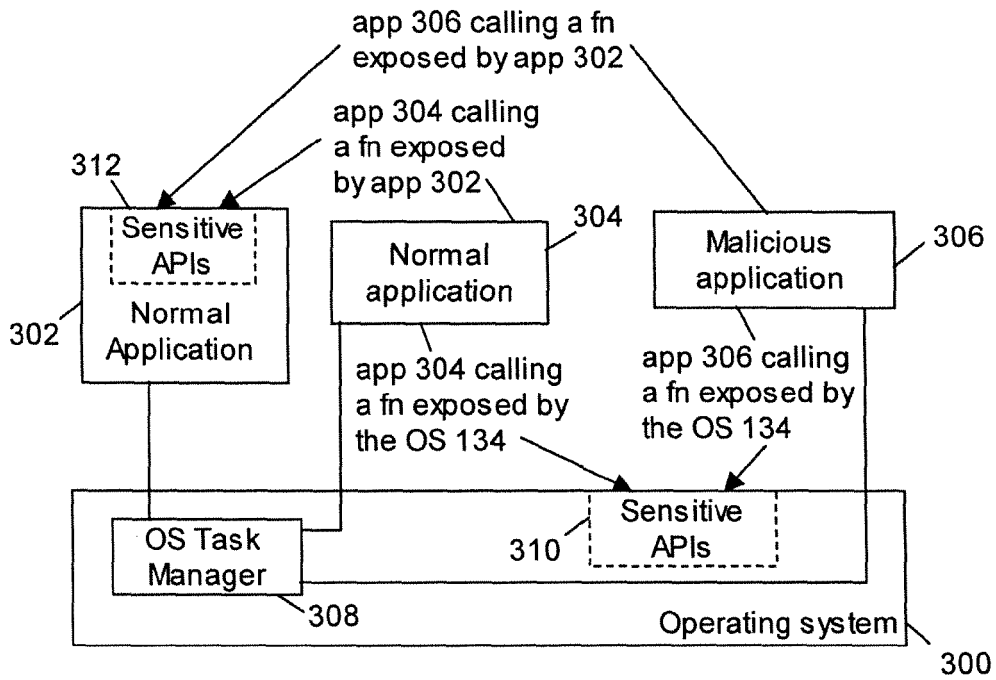 app 306 calling a fn
exposed by app 302
app 304 calling
a fn exposed
by app 302
312
Sensitive
APIs
Normal
Application
302
304
Normal
application
Malicious
application
306
app 304 calling
a fn exposed by
the OS 134
app 306 calling
a fn exposed by
the OS 134
OS Task
Manager
308
310
Sensitive
APIs
Operating system
300